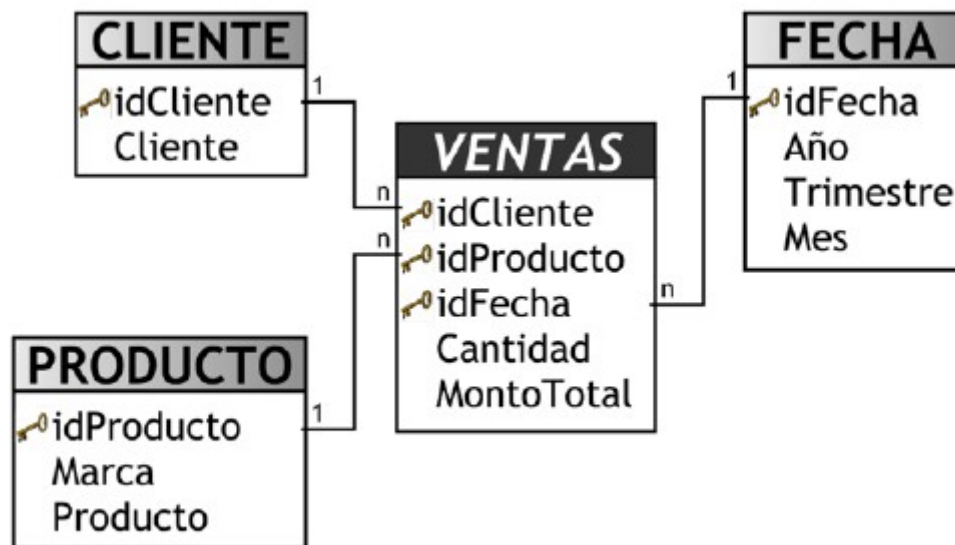 CLIENTE
idCliente
Cliente
1
n
PRODUCTO
idProducto
Marca
Producto
1
n
VENTAS
idCliente
idProducto
idFecha
Cantidad
MontoTotal
n
1
FECHA
idFecha
Año
Trimestre
Mes